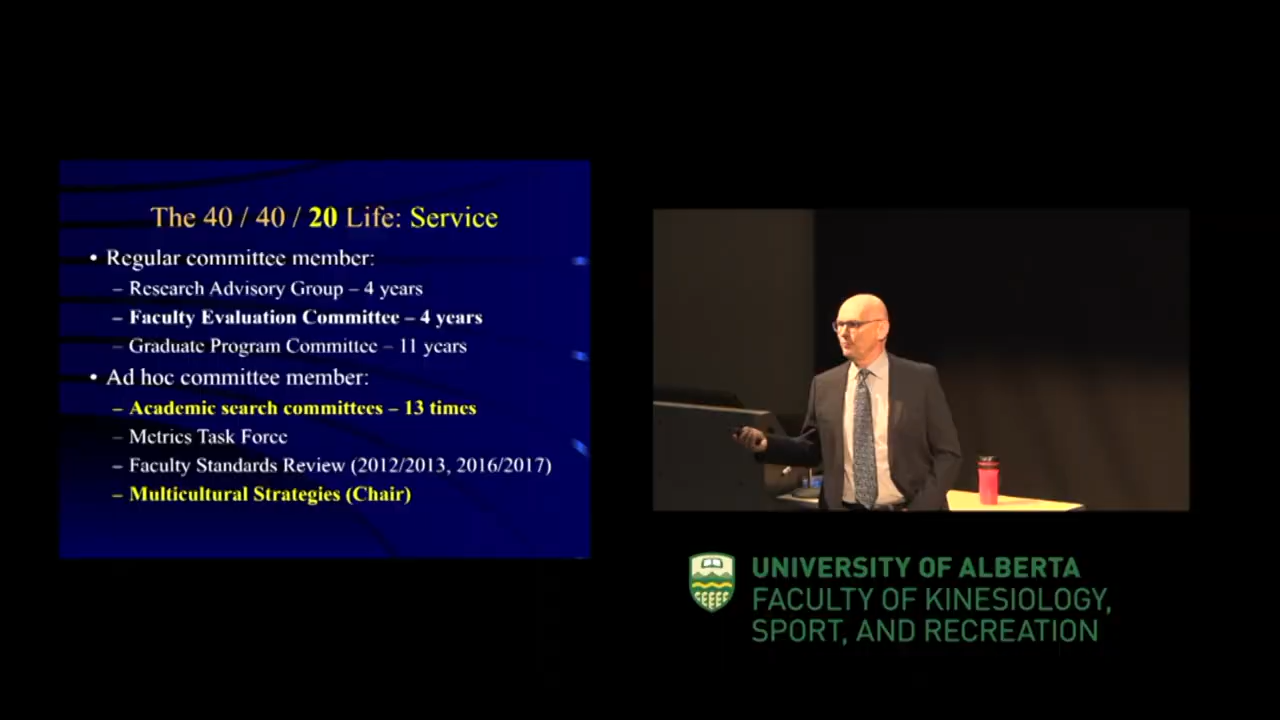 The 40 / 40 / 20 Life: Service
• Regular committee member:
– Research Advisory Group – 4 years
– Faculty Evaluation Committee – 4 years
– Graduate Program Committee – 11 years
• Ad hoc committee member:
– Academic search committees – 13 times
– Metrics Task Force
– Faculty Standards Review (2012/2013, 2016/2017)
– Multicultural Strategies (Chair)
UNIVERSITY OF ALBERTA
FACULTY OF KINESIOLOGY,
SPORT, AND RECREATION